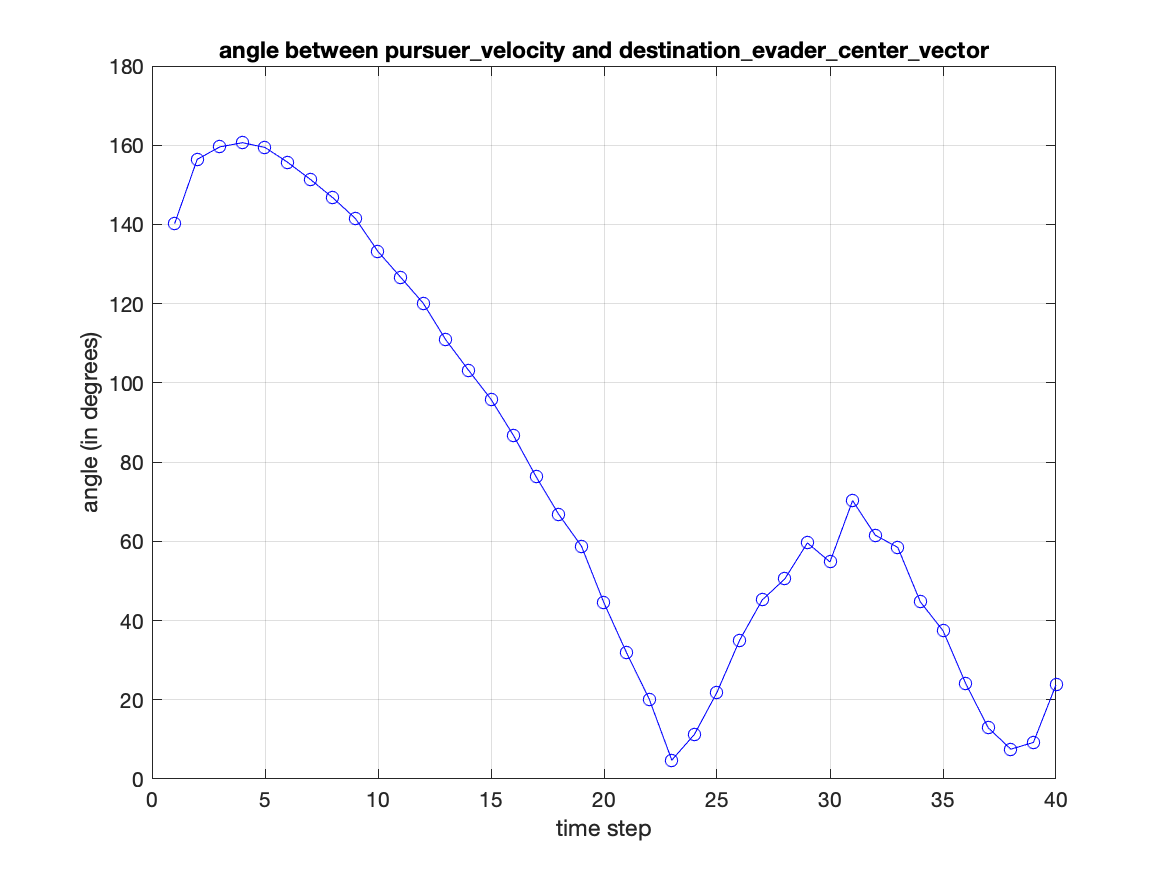 angle between pursuer_velocity and destination_evader_center_vector
180
160
140
120
100
80
60
40
20
0
angle (in degrees)
0 5 10 15 20 25 30 35 40
time step